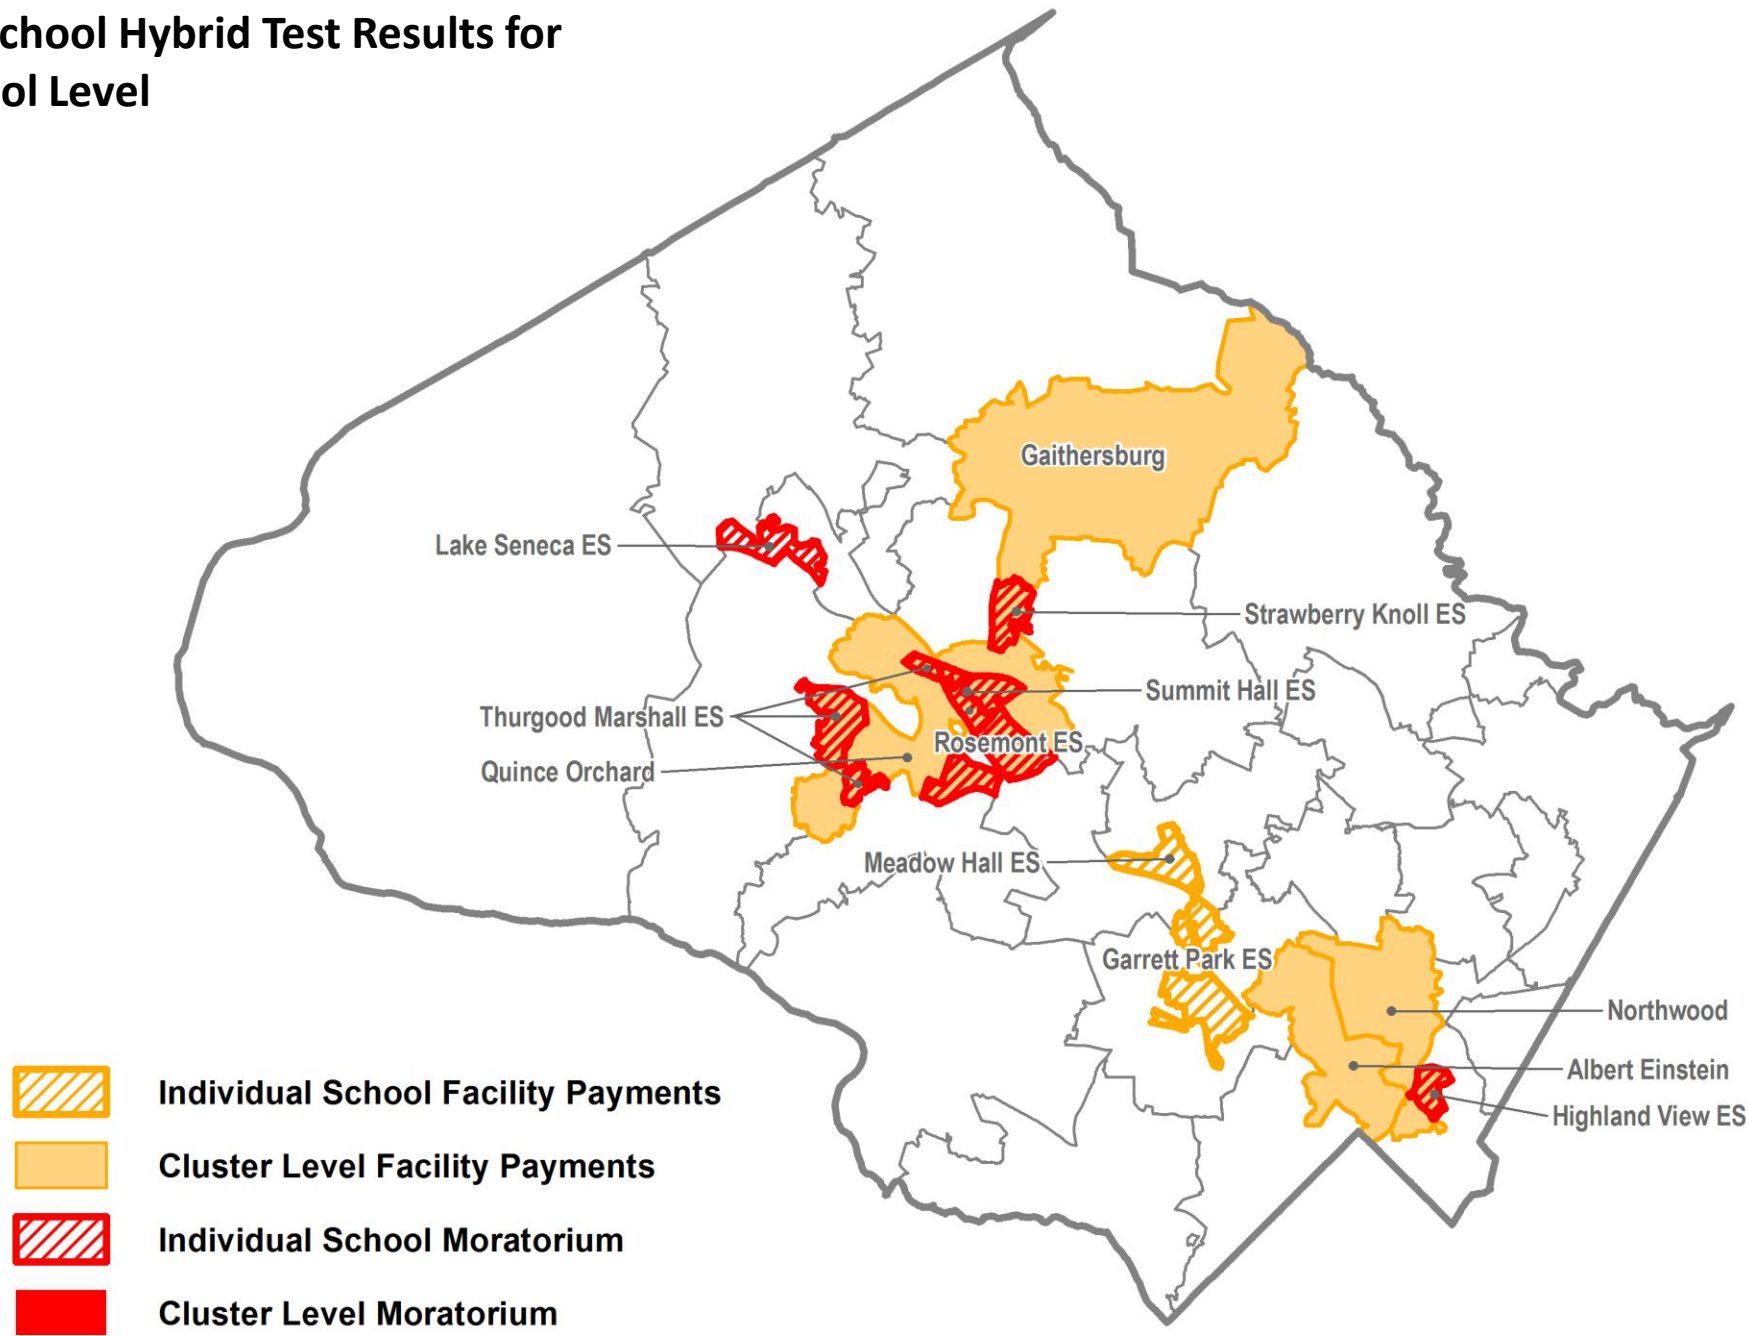 chool Hybrid Test Results for
ol Level
Gaithersburg
Lake Seneca ES
Strawberry Knoll ES
Summit Hall ES
Thurgood Marshall ES
Rosemont ES
Quince Orchard
Meadow Hall ES
Garrett Park ES
Northwood
Albert Einstein
Highland View ES
Individual School Facility Payments
Cluster Level Facility Payments
Individual School Moratorium
Cluster Level Moratorium